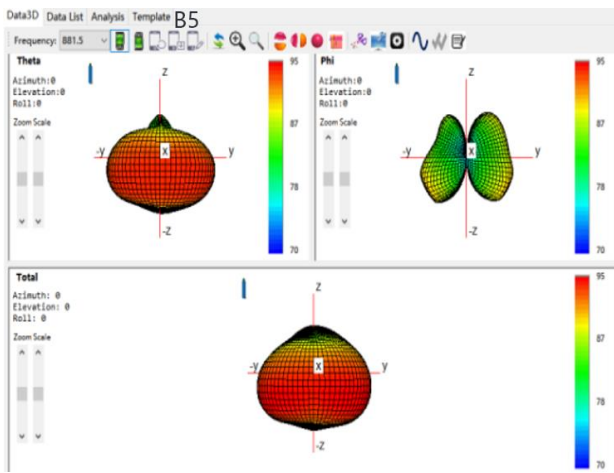 Data3D Data List Analysis Template B5
Frequency: 881.5
Theta
Azimuth:0
Elevation:0
Roll:0
Zoom Scale
z
-y
x
y
-z
95
87
78
70
Phi
Azimuth:0
Elevation:0
Roll:0
Zoom Scale
z
-y
x
y
-z
95
87
78
70
Total
Azimuth: 0
Elevation: 0
Roll: 0
Zoom Scale
z
-y
x
y
-z
95
87
78
70